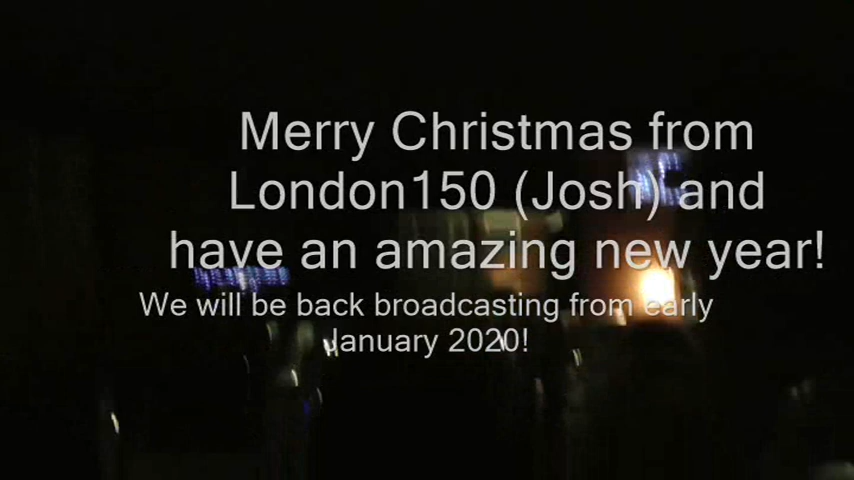 Merry Christmas from
London150 (Josh) and
have an amazing new year!
We will be back broadcasting from early
January 2020!